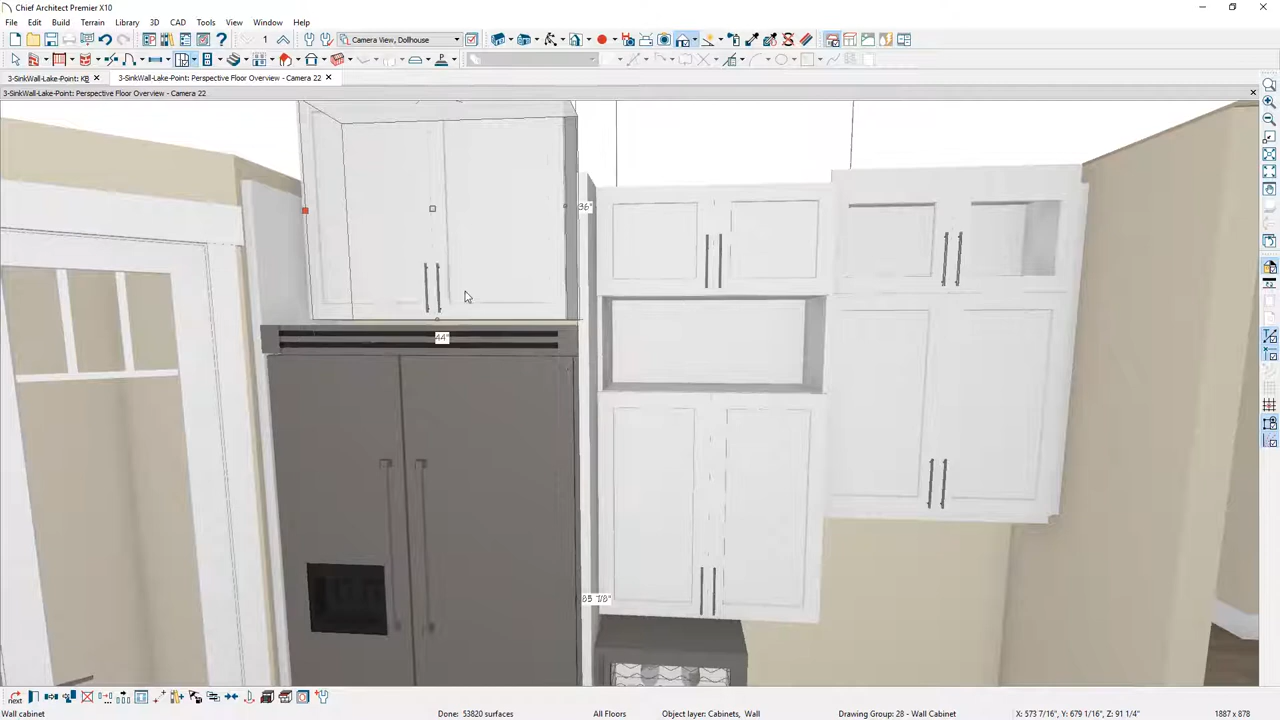 Chief Architect Premier X10
File Edit Build Terrain Library 3D CAD Tools View Window Help
1 Camera View, Dollhouse
3-SinkWall-Lake-Point: 3-SinkWall-Lake-Point: Perspective Floor Overview - Camera 22
3-SinkWall-Lake-Point: Perspective Floor Overview - Camera 22
36"
44"
85 7/8"
next
Wall cabinet Done: 53820 surfaces All Floors Object layer: Cabinets, Wall Drawing Group: 28 - Wall Cabinet X: 573 7/16", Y: 679 1/16", Z: 91 1/4" 1887 x 878